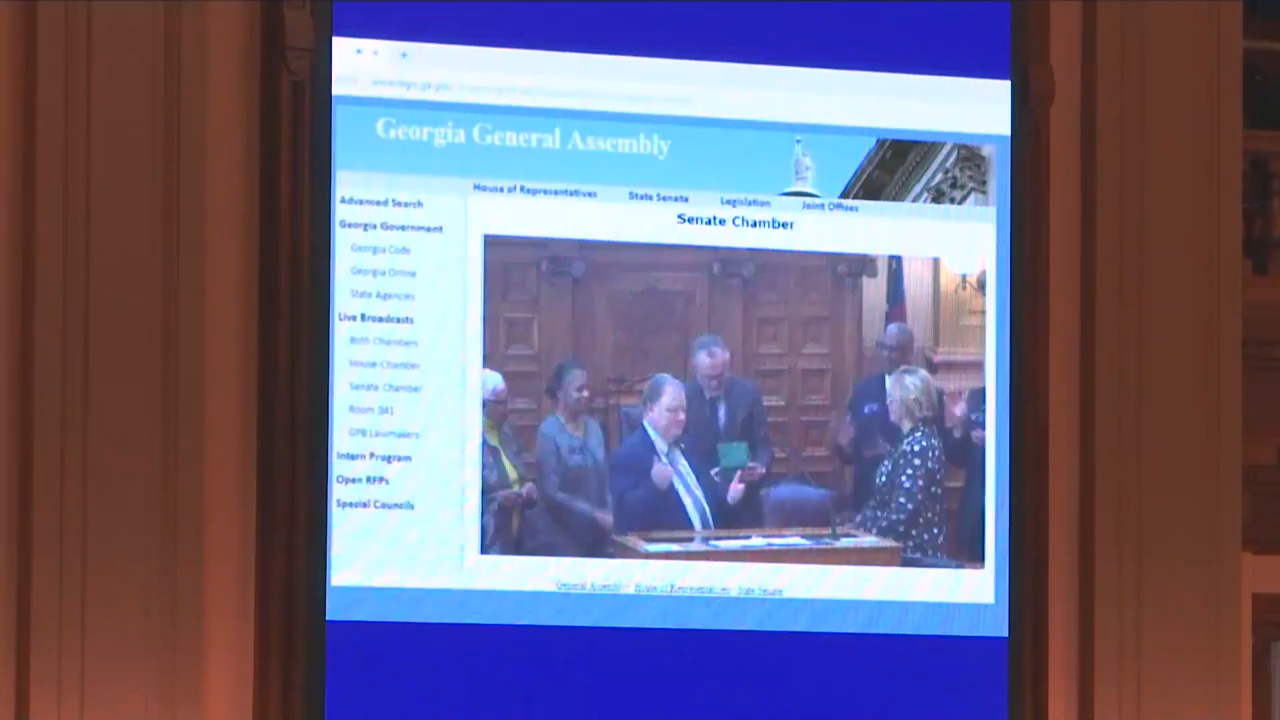 Georgia General Assembly
House of Representatives State Senate Legislation Joint Offices
Senate Chamber
Advanced Search
Georgia Government
Georgia Code
Georgia Online
State Agencies
Live Broadcasts
Both Chambers
House Chamber
Senate Chamber
Room 341
GPB Lawmakers
Intern Program
Open RFPs
Special Councils
General Assembly House of Representatives State Senate